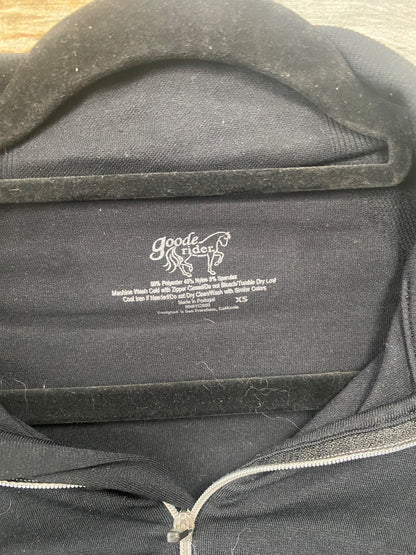 goode
rider
Polyester 45% Nylon Spandex
Machine Wash Cold with Zipper Closed/Do not Bleach/Tumble Dry Low
Cool Iron if Needed/Do not Dry Clean/Wash with Similar Colors
Made in Portugal
XS
Designed in San Francisco, California